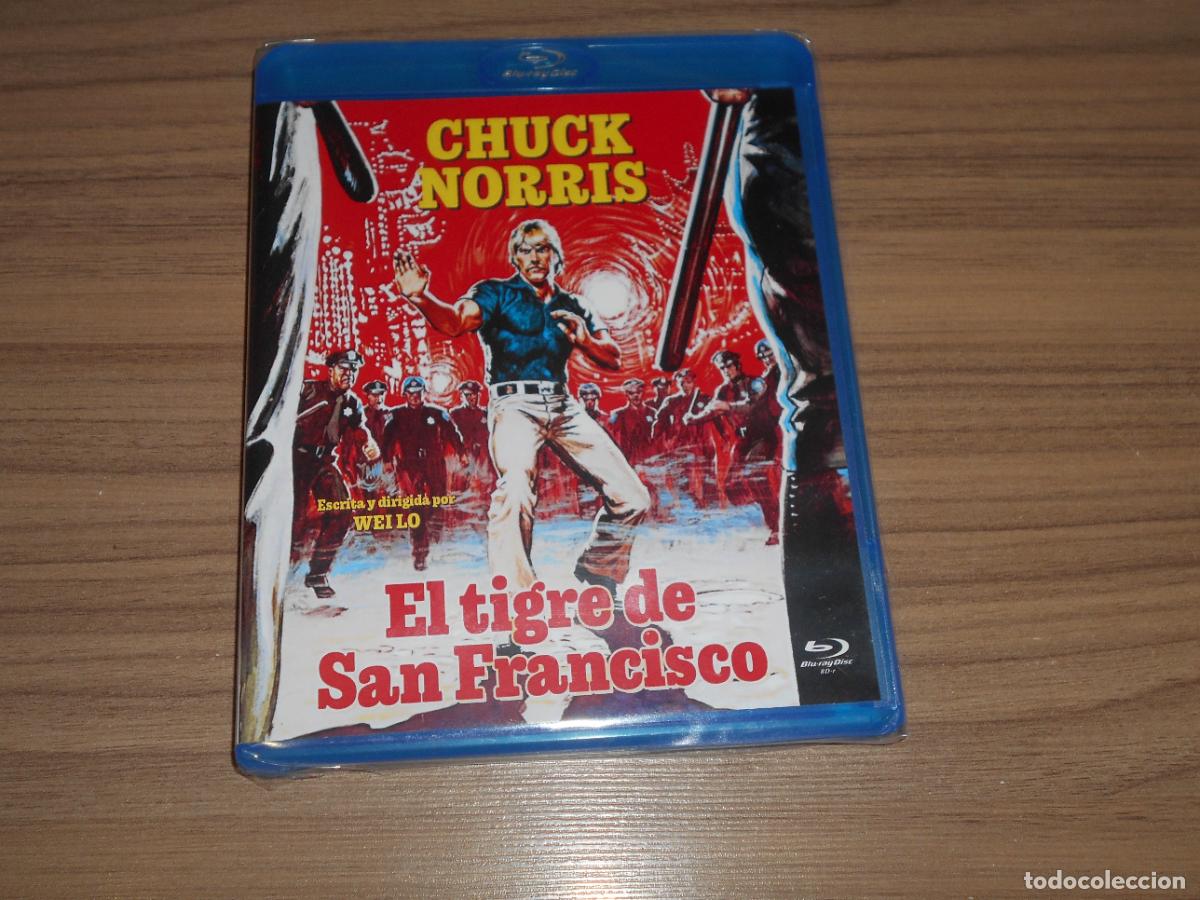 Blu-ray Disc
CHUCK
NORRIS
Escrita y dirigida por
WEI LO
El tigre de
San Francisco
Blu-ray Disc
BD-r
todocoleccion